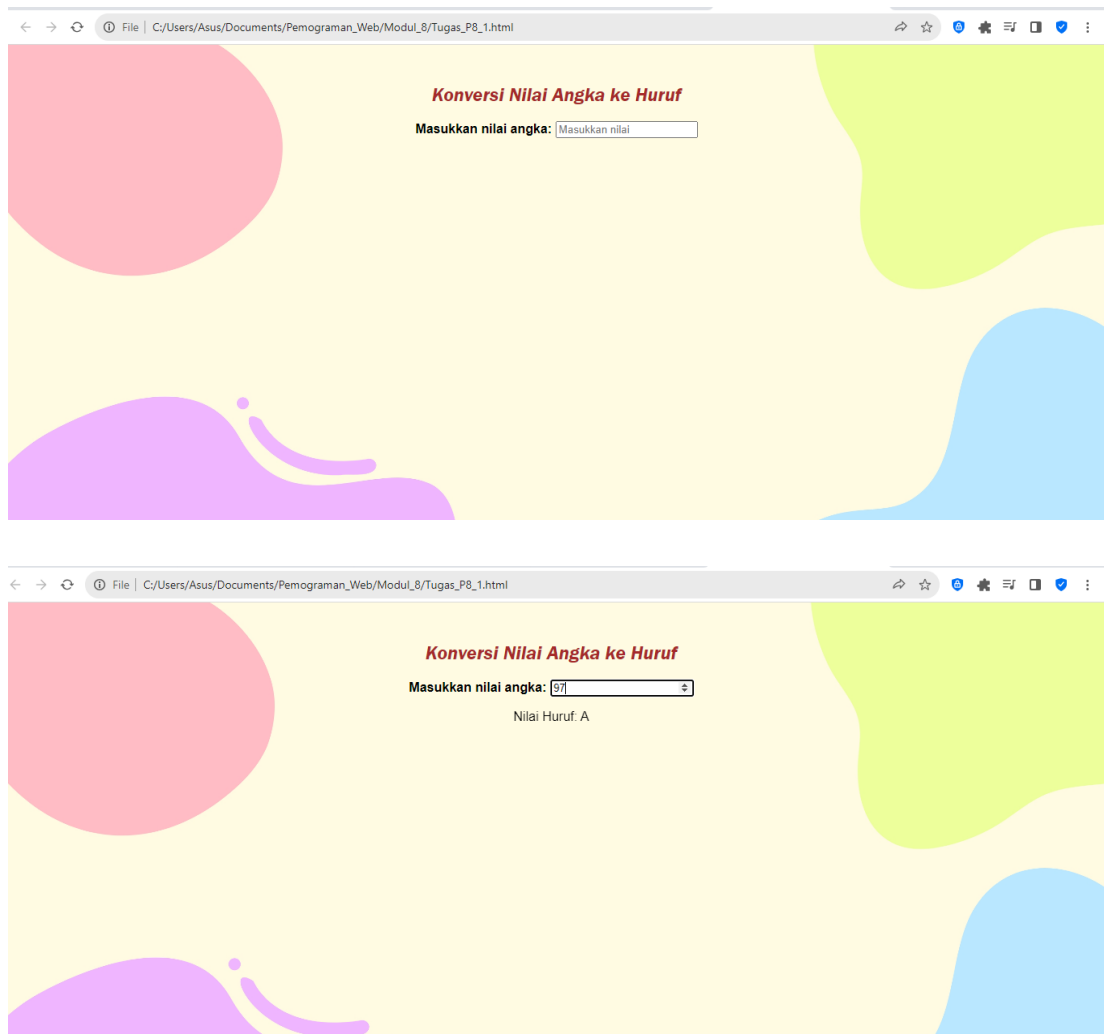 File C:/Users/Asus/Documents/Pemograman_Web/Modul_8/Tugas_P8_1.html
Konversi Nilai Angka ke Huruf
Masukkan nilai angka: Masukkan nilai
File C:/Users/Asus/Documents/Pemograman_Web/Modul_8/Tugas_P8_1.html
Konversi Nilai Angka ke Huruf
Masukkan nilai angka: 97
Nilai Huruf: A